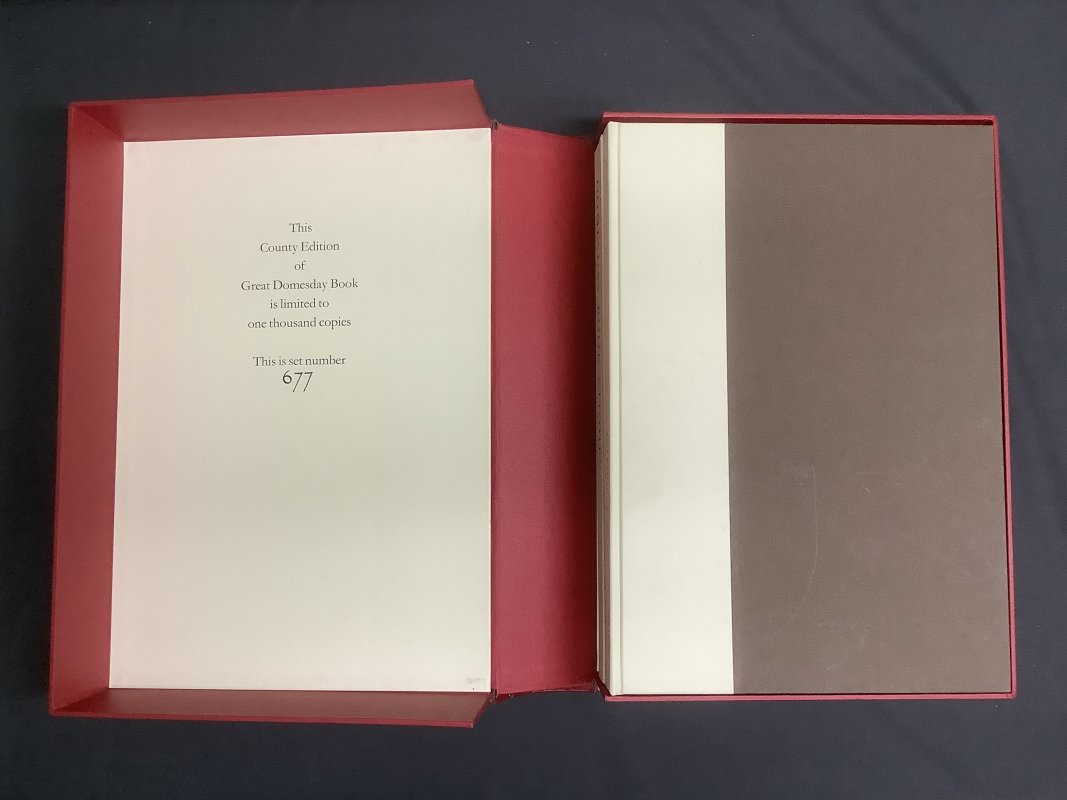 This
County Edition
of
Great Domesday Book
is limited to
one thousand copies
This is set number
677